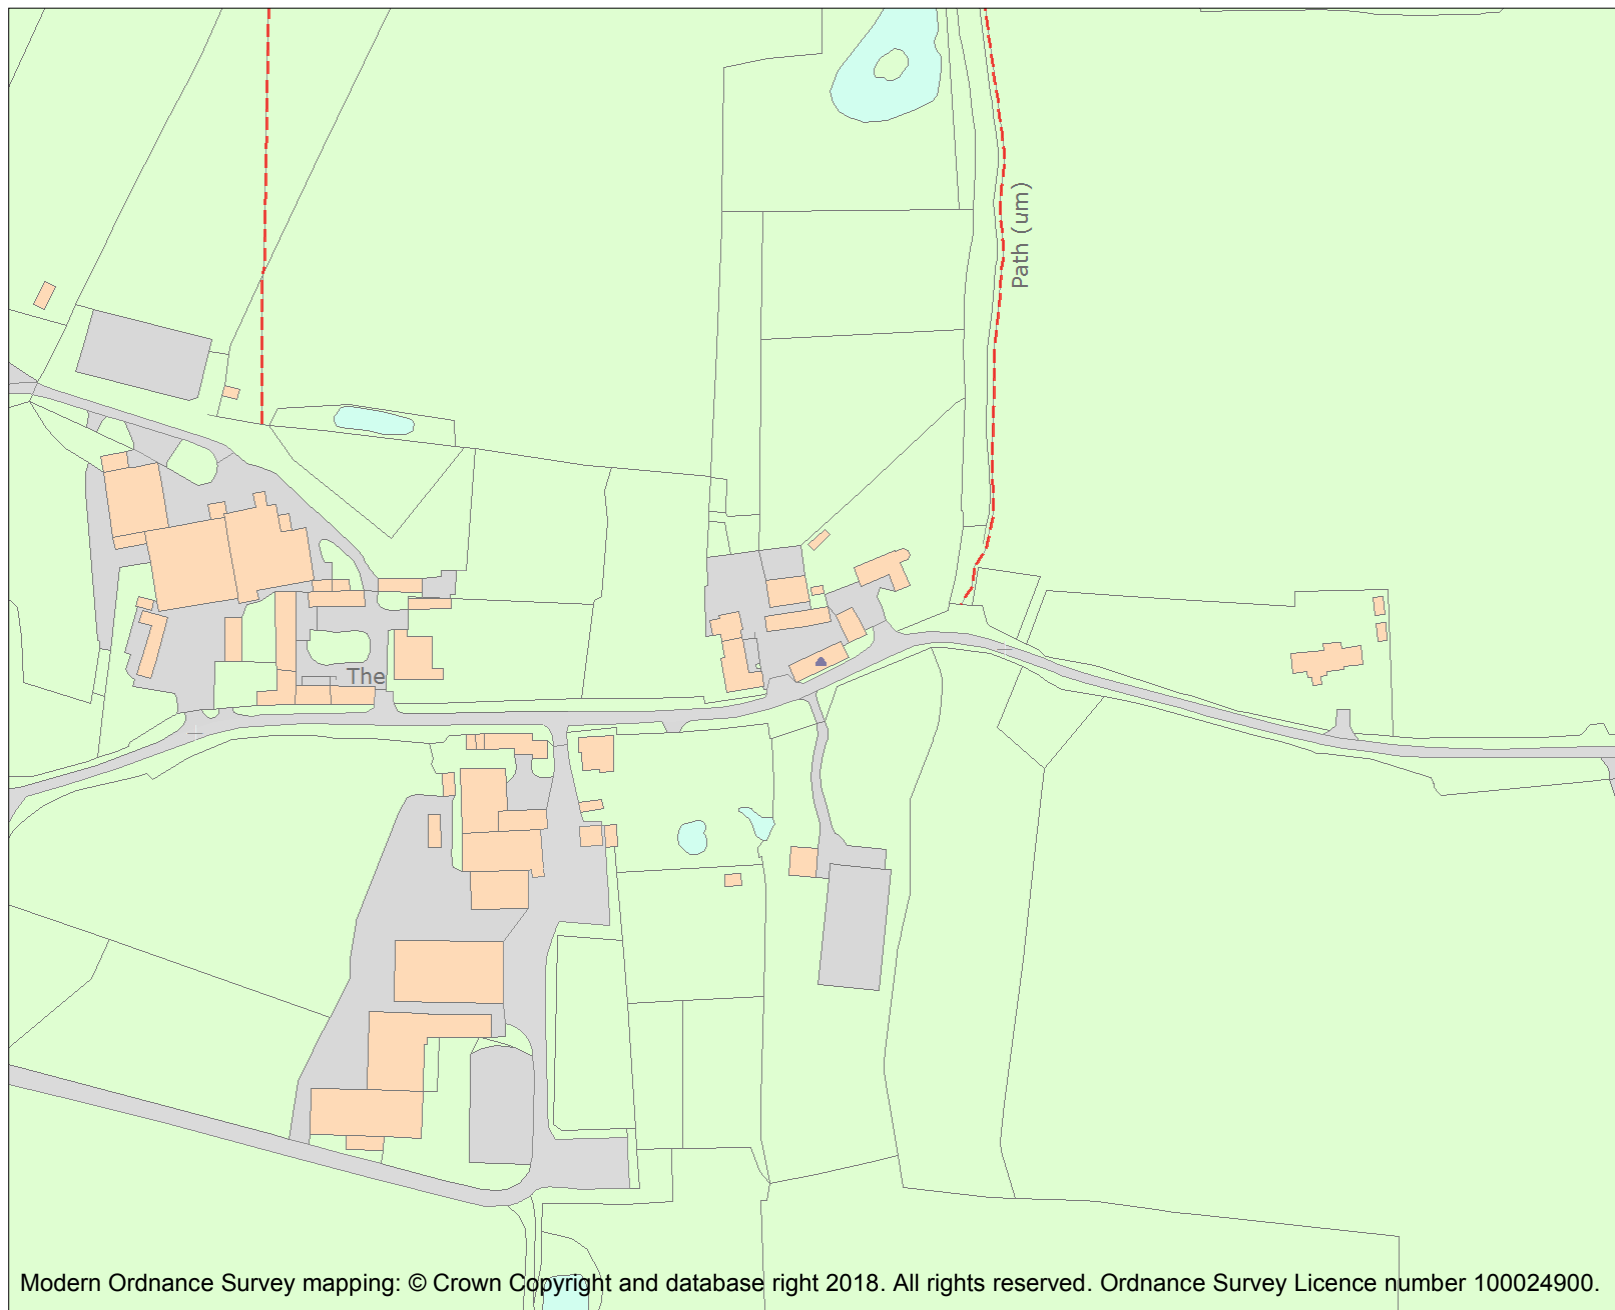 Path (um)
The
Modern Ordnance Survey mapping: © Crown Copyright and database right 2018. All rights reserved. Ordnance Survey Licence number 100024900.